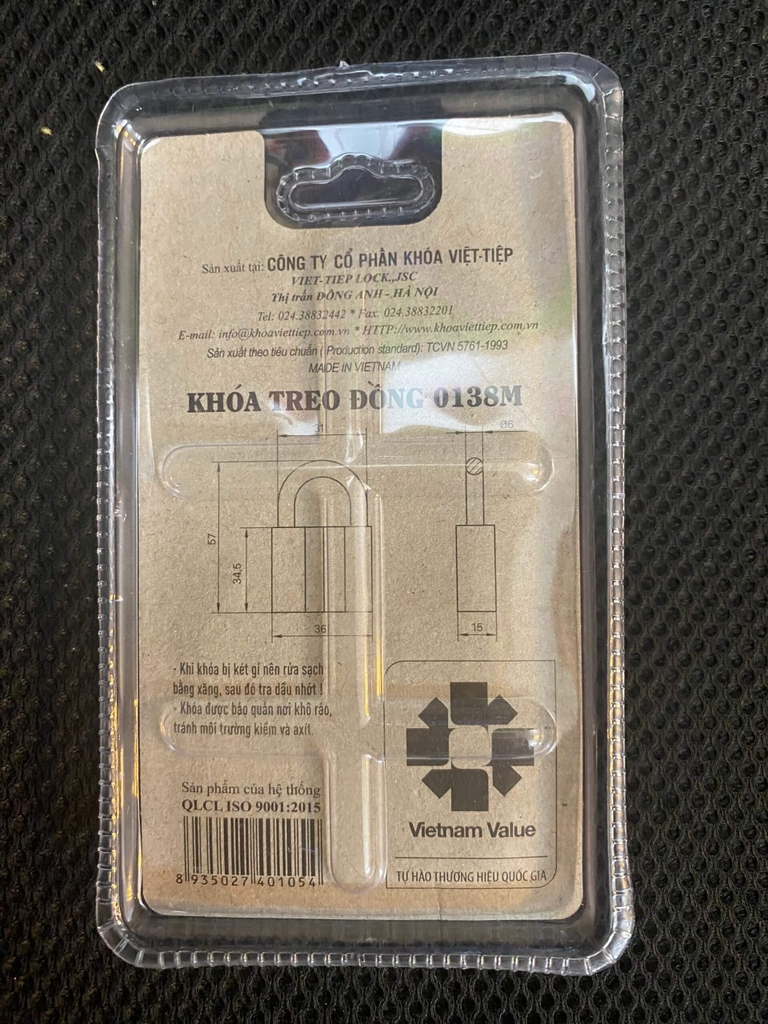 Sản xuất tại: CÔNG TY CỔ PHẦN KHÓA VIỆT-TIỆP
VIET-TIEP LOCK.,JSC
Thị trấn ĐÔNG ANH - HÀ NỘI
Tel: 024.38832442 * Fax: 024.38832201
E-mail: info@khoaviettiep.com.vn * HTTP://www.khoaviettiep.com.vn
Sản xuất theo tiêu chuẩn ( Production standard): TCVN 5761-1993
MADE IN VIETNAM
KHÓA TREO ĐỒNG 0138M
31
Ø6
57
34,5
36
15
- Khi khóa bị két gỉ nên rửa sạch
bằng xăng, sau đó tra dầu nhớt !
- Khóa được bảo quản nơi khô ráo,
tránh môi trường kiềm và axít.
Sản phẩm của hệ thống
QLCL ISO 9001:2015
8 935027 401054
Vietnam Value
TỰ HÀO THƯƠNG HIỆU QUỐC GIA